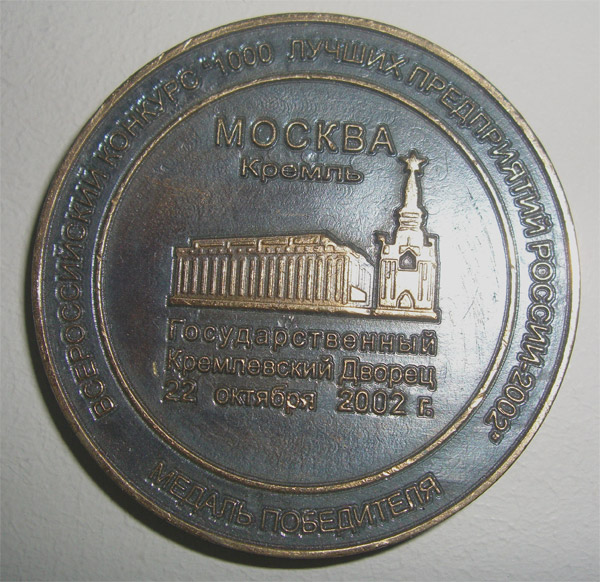 ВСЕРОССИЙСКИЙ КОНКУРС "1000 ЛУЧШИХ ПРЕДПРИЯТИЙ РОССИИ-2002"
МОСКВА
Кремль
Государственный
Кремлевский Дворец
22 октября 2002 г.
МЕДАЛЬ ПОБЕДИТЕЛЯ